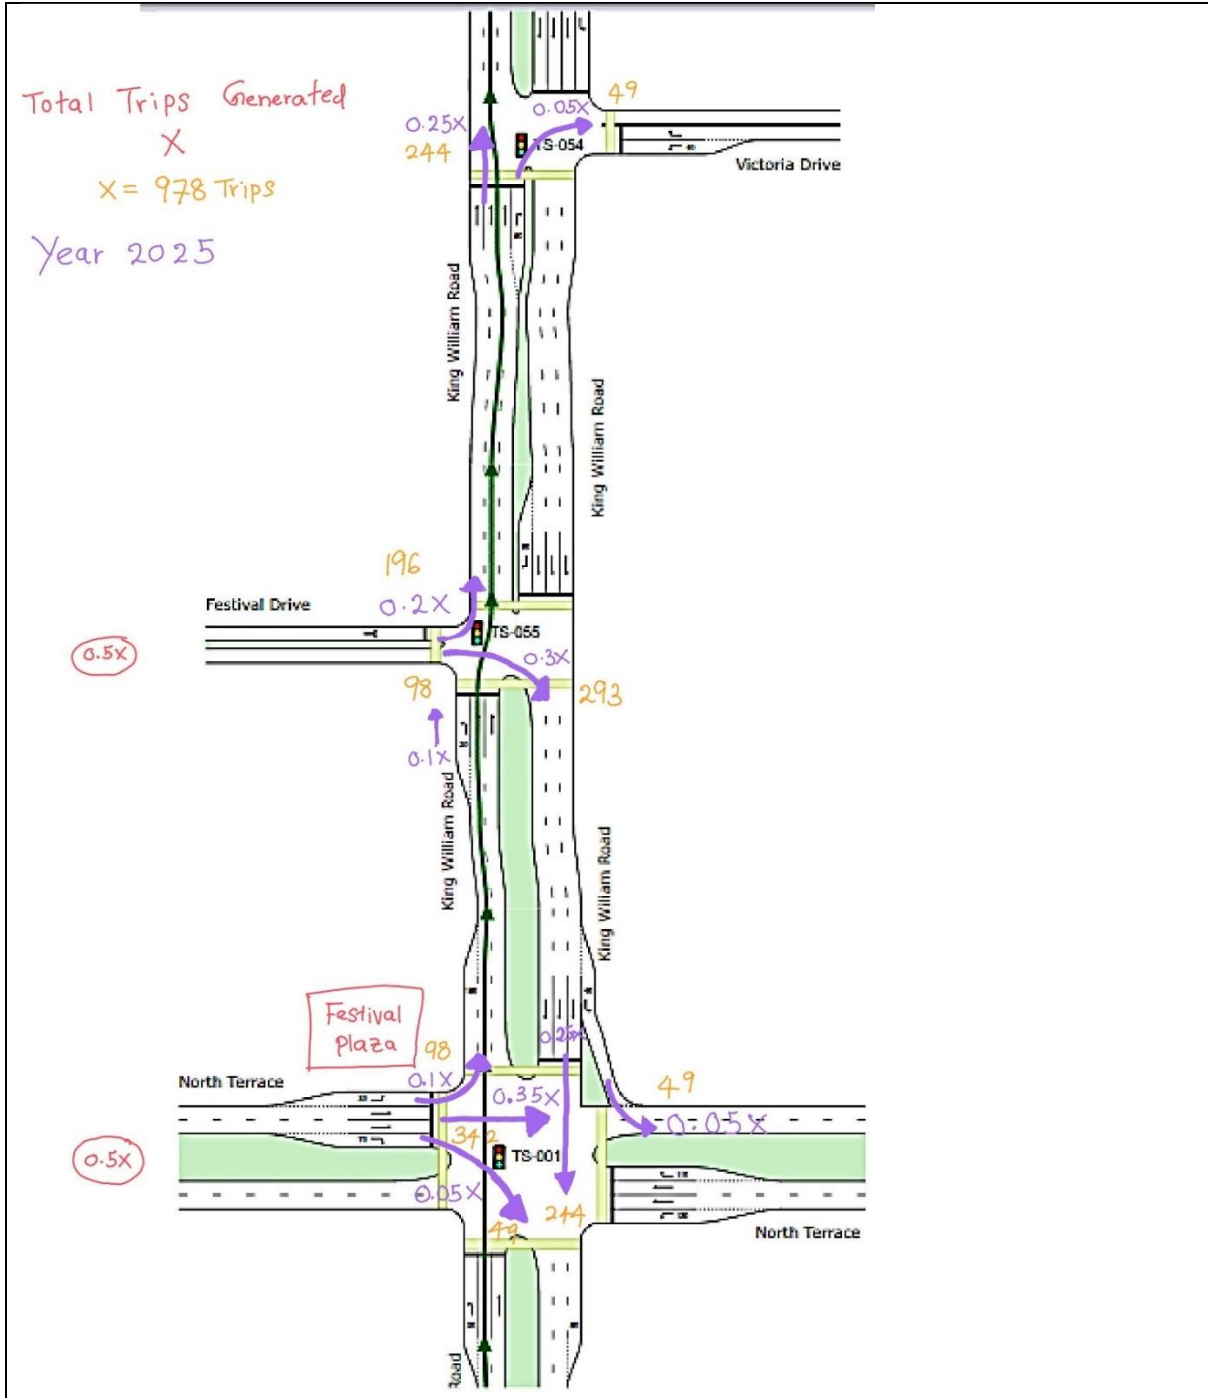 Total Trips Generated
X
X = 978 Trips
Year 2025
49
0.05X
0.25X
244
TS-054
Victoria Drive
King William Road
King William Road
196
0.2X
Festival Drive
TS-055
0.5X
0.3X
98
293
0.1X
King William Road
King William Road
Festival
Plaza
0.25X
98
North Terrace
0.1X
0.35X
49
0.05X
342
TS-001
0.5X
0.05X
244
49
North Terrace
Road